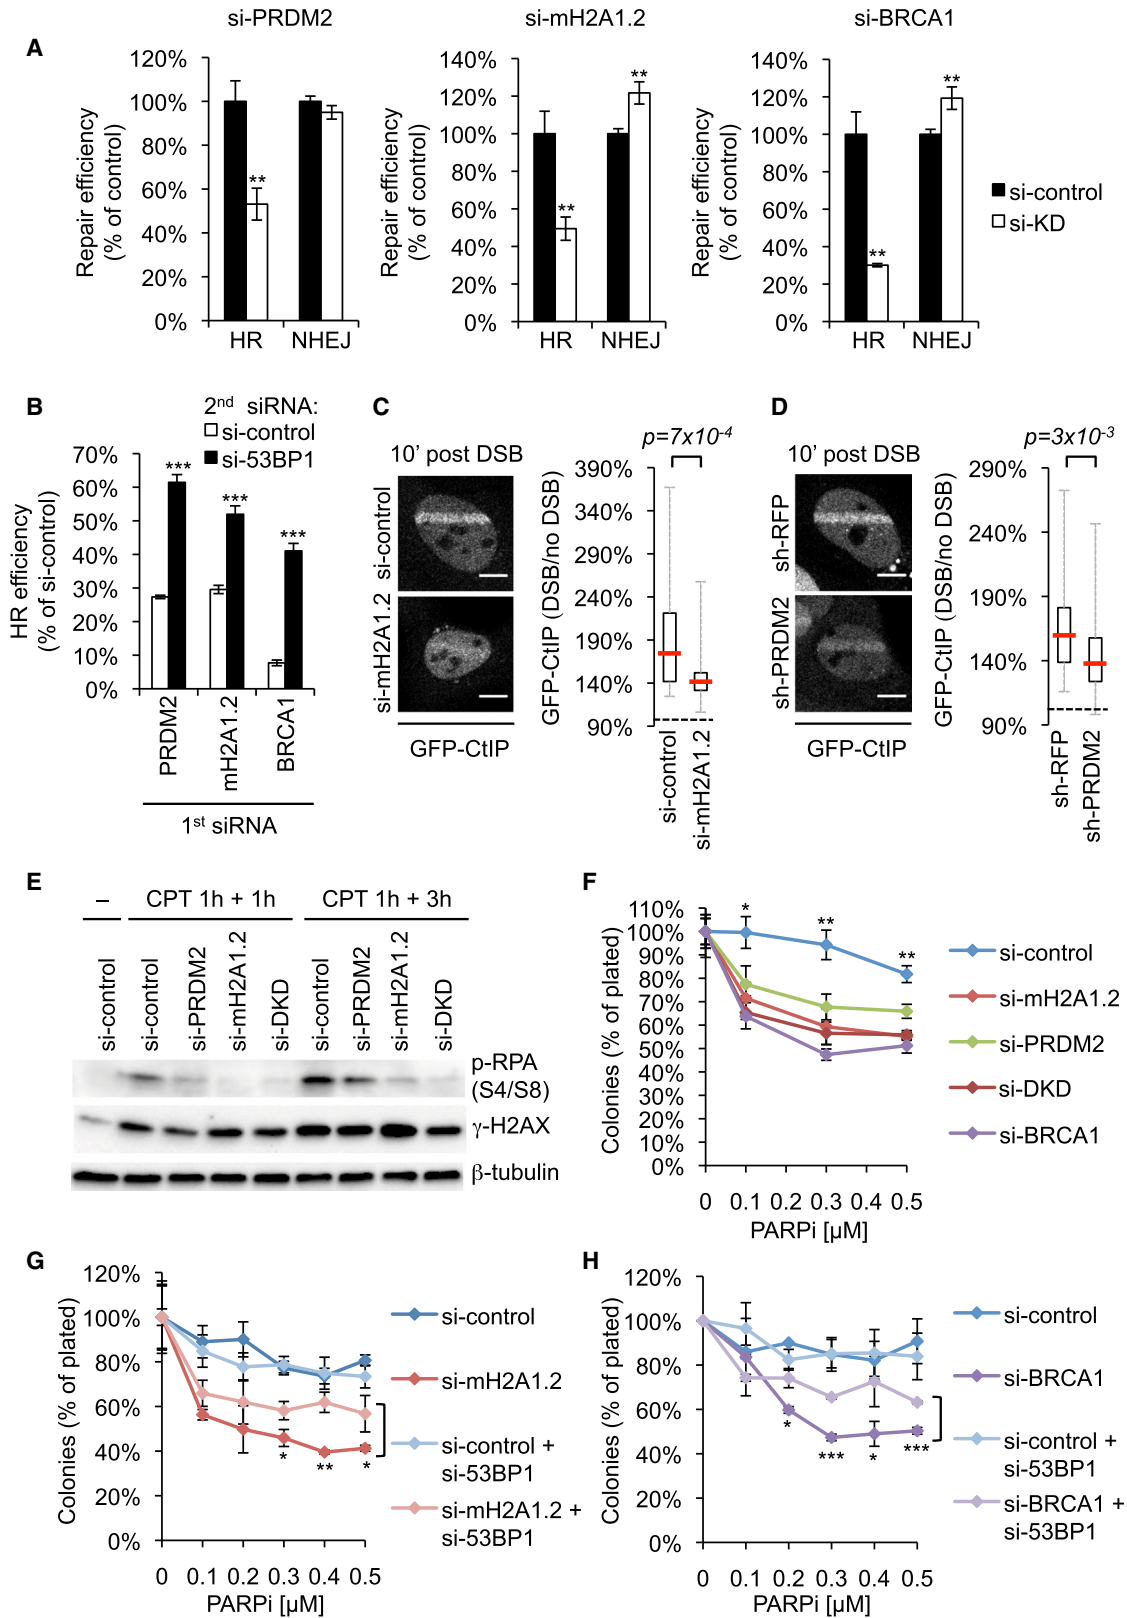 A
si-PRDM2
120%
100%
80%
60%
40%
20%
0%
Repair efficiency
(% of control)
**
HR
NHEJ
si-mH2A1.2
140%
120%
100%
80%
60%
40%
20%
0%
Repair efficiency
(% of control)
**
**
HR
NHEJ
si-BRCA1
140%
120%
100%
80%
60%
40%
20%
0%
Repair efficiency
(% of control)
**
**
HR
NHEJ
si-control
si-KD
B
2nd siRNA:
si-control
si-53BP1
70%
60%
50%
40%
30%
20%
10%
0%
HR efficiency
(% of si-control)
***
***
***
PRDM2
mH2A1.2
BRCA1
1st siRNA
C
10’ post DSB
si-control
si-mH2A1.2
GFP-CtIP
p=7x10-4
390%
340%
290%
240%
190%
140%
90%
GFP-CtIP (DSB/no DSB)
si-control
si-mH2A1.2
D
10’ post DSB
sh-RFP
sh-PRDM2
GFP-CtIP
p=3x10-3
290%
240%
190%
140%
90%
GFP-CtIP (DSB/no DSB)
sh-RFP
sh-PRDM2
E
–
CPT 1h + 1h
CPT 1h + 3h
si-control
si-control
si-PRDM2
si-mH2A1.2
si-DKD
si-control
si-PRDM2
si-mH2A1.2
si-DKD
p-RPA
(S4/S8)
γ-H2AX
β-tubulin
F
110%
100%
90%
80%
70%
60%
50%
40%
30%
20%
10%
0%
Colonies (% of plated)
*
**
**
0 0.1 0.2 0.3 0.4 0.5
PARPi [µM]
si-control
si-mH2A1.2
si-PRDM2
si-DKD
si-BRCA1
G
120%
100%
80%
60%
40%
20%
0%
Colonies (% of plated)
*
**
*
0 0.1 0.2 0.3 0.4 0.5
PARPi [µM]
si-control
si-mH2A1.2
si-control +
si-53BP1
si-mH2A1.2 +
si-53BP1
H
120%
100%
80%
60%
40%
20%
0%
Colonies (% of plated)
*
***
*
***
0 0.1 0.2 0.3 0.4 0.5
PARPi [µM]
si-control
si-BRCA1
si-control +
si-53BP1
si-BRCA1 +
si-53BP1